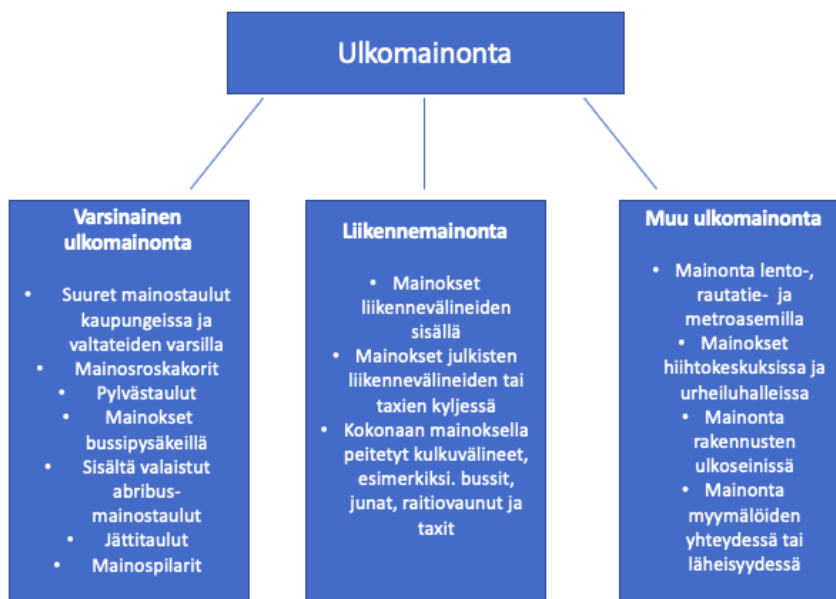 Ulkomainonta
Varsinainen
ulkomainonta
• Suuret mainostaulut
kaupungeissa ja
valtateiden varsilla
• Mainosroskakorit
• Pylvästaulut
• Mainokset
bussipysäkeillä
• Sisältä valaistut
abribus-
mainostaulut
• Jättitaulut
• Mainospilarit
Liikennemainonta
• Mainokset
liikennevälineiden
sisällä
• Mainokset julkisten
liikennevälineiden tai
taxien kyljessä
• Kokonaan mainoksella
peitetyt kulkuvälineet,
esimerkiksi. bussit,
junat, raitiovaunut ja
taxit
Muu ulkomainonta
• Mainonta lento-,
rautatie- ja
metroasemilla
• Mainokset
hiihtokeskuksissa ja
urheiluhalleissa
• Mainonta
rakennusten
ulkoseinissä
• Mainonta
myymälöiden
yhteydessä tai
läheisyydessä